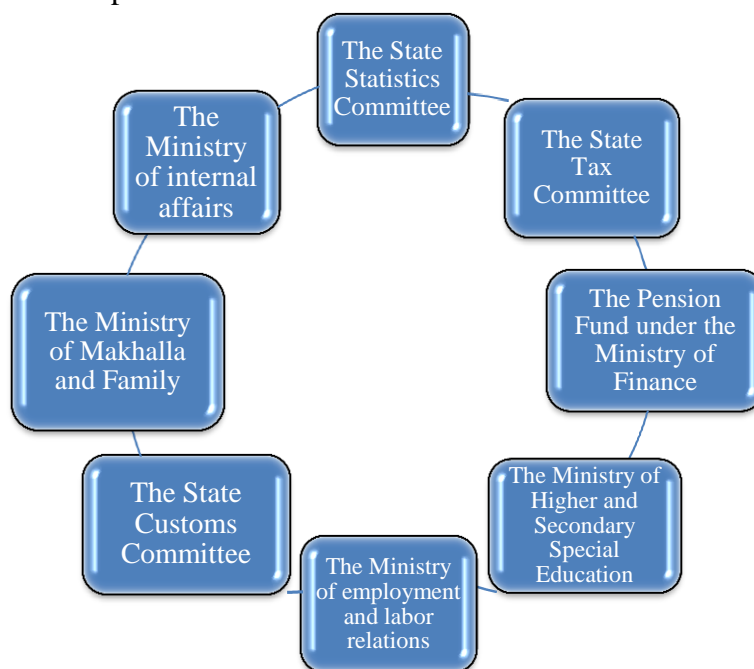 The State
Statistics
Committee
The State
Tax
Committee
The Pension
Fund under the
Ministry of
Finance
The Ministry of
Higher and
Secondary
Special
Education
The Ministry
of employment
and labor
relations
The State
Customs
Committee
The Ministry
of Makhalla
and Family
The
Ministry
of internal
affairs